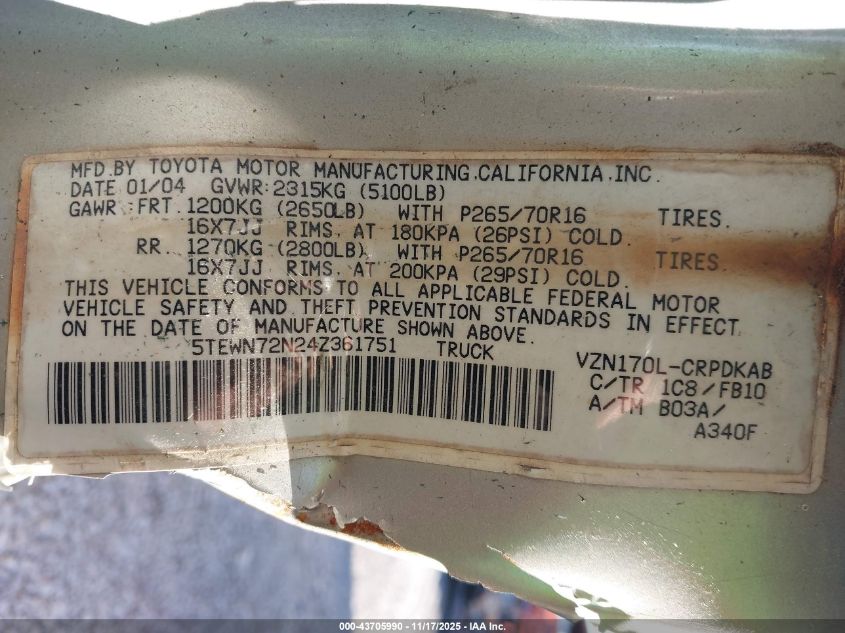 MFD.BY TOYOTA MOTOR MANUFACTURING.CALIFORNIA.INC.
DATE 01/04 GVWR:2315KG (5100LB)
GAWR FRT. 1200KG (2650LB) WITH P265/70R16 TIRES.
16X7JJ RIMS. AT 180KPA (26PSI) COLD.
RR. 1270KG (2800LB) WITH P265/70R16 TIRES
16X7JJ RIMS. AT 200KPA (29PSI) COLD.
THIS VEHICLE CONFORMS TO ALL APPLICABLE FEDERAL MOTOR
VEHICLE SAFETY AND THEFT PREVENTION STANDARDS IN EFFECT
ON THE DATE OF MANUFACTURE SHOWN ABOVE.
5TEWN72N24Z361751 TRUCK
VZN170L-CRPDKAB
C/TR 1C8/FB10
A/TM B03A/
A340F
000-43705990 - 11/17/2025 - IAA Inc.